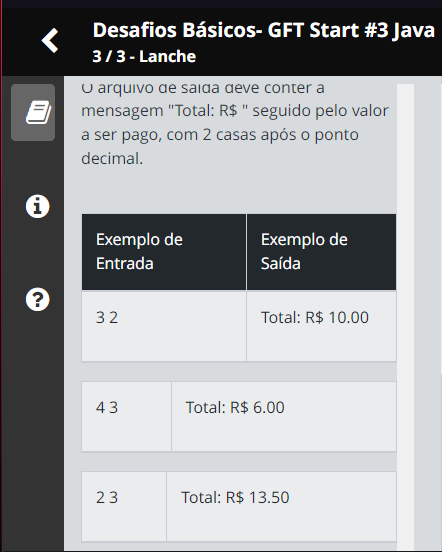 Desafios Básicos- GFT Start #3 Java
3 / 3 - Lanche
O arquivo de saída deve conter a
mensagem "Total: R$ " seguido pelo valor
a ser pago, com 2 casas após o ponto
decimal.
Exemplo de Entrada
Exemplo de Saída
3 2
Total: R$ 10.00
4 3
Total: R$ 6.00
2 3
Total: R$ 13.50